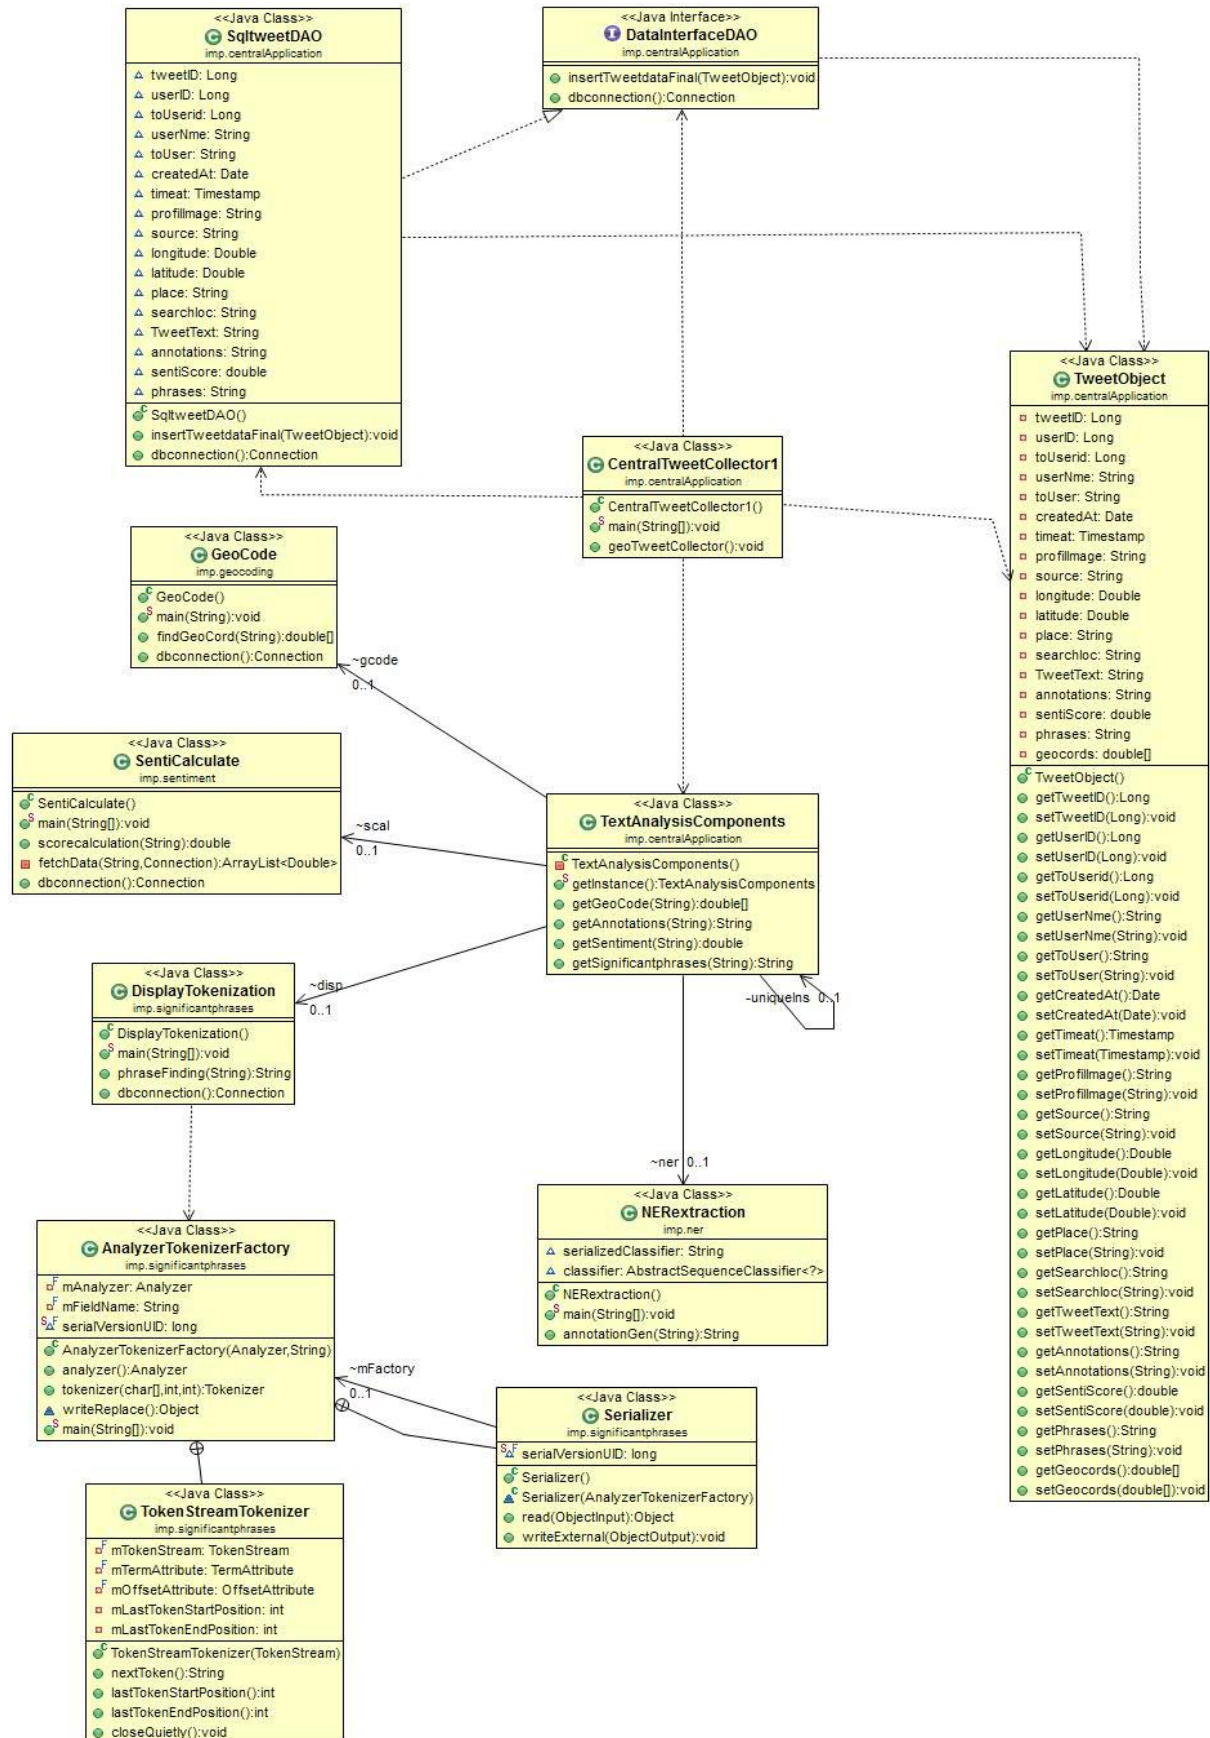 <<Java Class>>
SqltweetDAO
imp.centralApplication
tweetID: Long
userID: Long
toUserid: Long
userNme: String
toUser: String
createdAt: Date
timeat: Timestamp
profilImage: String
source: String
longitude: Double
latitude: Double
place: String
searchloc: String
TweetText: String
annotations: String
sentiScore: double
phrases: String
SqltweetDAO()
insertTweetdataFinal(TweetObject):void
dbconnection():Connection
<<Java Interface>>
DataInterfaceDAO
imp.centralApplication
insertTweetdataFinal(TweetObject):void
dbconnection():Connection
<<Java Class>>
TweetObject
imp.centralApplication
tweetID: Long
userID: Long
toUserid: Long
userNme: String
toUser: String
createdAt: Date
timeat: Timestamp
profilImage: String
source: String
longitude: Double
latitude: Double
place: String
searchloc: String
TweetText: String
annotations: String
sentiScore: double
phrases: String
geocords: double[]
TweetObject()
getTweetID():Long
setTweetID(Long):void
getUserID():Long
setUserID(Long):void
getToUserid():Long
setToUserid(Long):void
getUserNme():String
setUserNme(String):void
getToUser():String
setToUser(String):void
getCreatedAt():Date
setCreatedAt(Date):void
getTimeat():Timestamp
setTimeat(Timestamp):void
getProfilImage():String
setProfilImage(String):void
getSource():String
setSource(String):void
getLongitude():Double
setLongitude(Double):void
getLatitude():Double
setLatitude(Double):void
getPlace():String
setPlace(String):void
getSearchloc():String
setSearchloc(String):void
getTweetText():String
setTweetText(String):void
getAnnotations():String
setAnnotations(String):void
getSentiScore():double
setSentiScore(double):void
getPhrases():String
setPhrases(String):void
getGeocords():double[]
setGeocords(double[]):void
<<Java Class>>
CentralTweetCollector1
imp.centralApplication
CentralTweetCollector1()
main(String[]):void
geoTweetCollector():void
<<Java Class>>
GeoCode
imp.geocoding
GeoCode()
main(String):void
findGeoCord(String):double[]
dbconnection():Connection
~gcode
0..1
<<Java Class>>
SentiCalculate
imp.sentiment
SentiCalculate()
main(String[]):void
scorecalculation(String):double
fetchData(String,Connection):ArrayList<Double>
dbconnection():Connection
~scal
0..1
<<Java Class>>
TextAnalysisComponents
imp.centralApplication
TextAnalysisComponents()
getInstance():TextAnalysisComponents
getGeoCode(String):double[]
getAnnotations(String):String
getSentiment(String):double
getSignificantphrases(String):String
-uniqueIns 0..1
<<Java Class>>
DisplayTokenization
imp.significantphrases
DisplayTokenization()
main(String[]):void
phraseFinding(String):String
dbconnection():Connection
~disp
0..1
~ner 0..1
<<Java Class>>
NERextraction
imp.ner
serializedClassifier: String
classifier: AbstractSequenceClassifier<?>
NERextraction()
main(String[]):void
annotationGen(String):String
<<Java Class>>
AnalyzerTokenizerFactory
imp.significantphrases
mAnalyzer: Analyzer
mFieldName: String
serialVersionUID: long
AnalyzerTokenizerFactory(Analyzer,String)
analyzer():Analyzer
tokenizer(char[],int,int):Tokenizer
writeReplace():Object
main(String[]):void
~mFactory
0..1
<<Java Class>>
Serializer
imp.significantphrases
serialVersionUID: long
Serializer()
Serializer(AnalyzerTokenizerFactory)
read(ObjectInput):Object
writeExternal(ObjectOutput):void
<<Java Class>>
TokenStreamTokenizer
imp.significantphrases
mTokenStream: TokenStream
mTermAttribute: TermAttribute
mOffsetAttribute: OffsetAttribute
mLastTokenStartPosition: int
mLastTokenEndPosition: int
TokenStreamTokenizer(TokenStream)
nextToken():String
lastTokenStartPosition():int
lastTokenEndPosition():int
closeQuietly():void